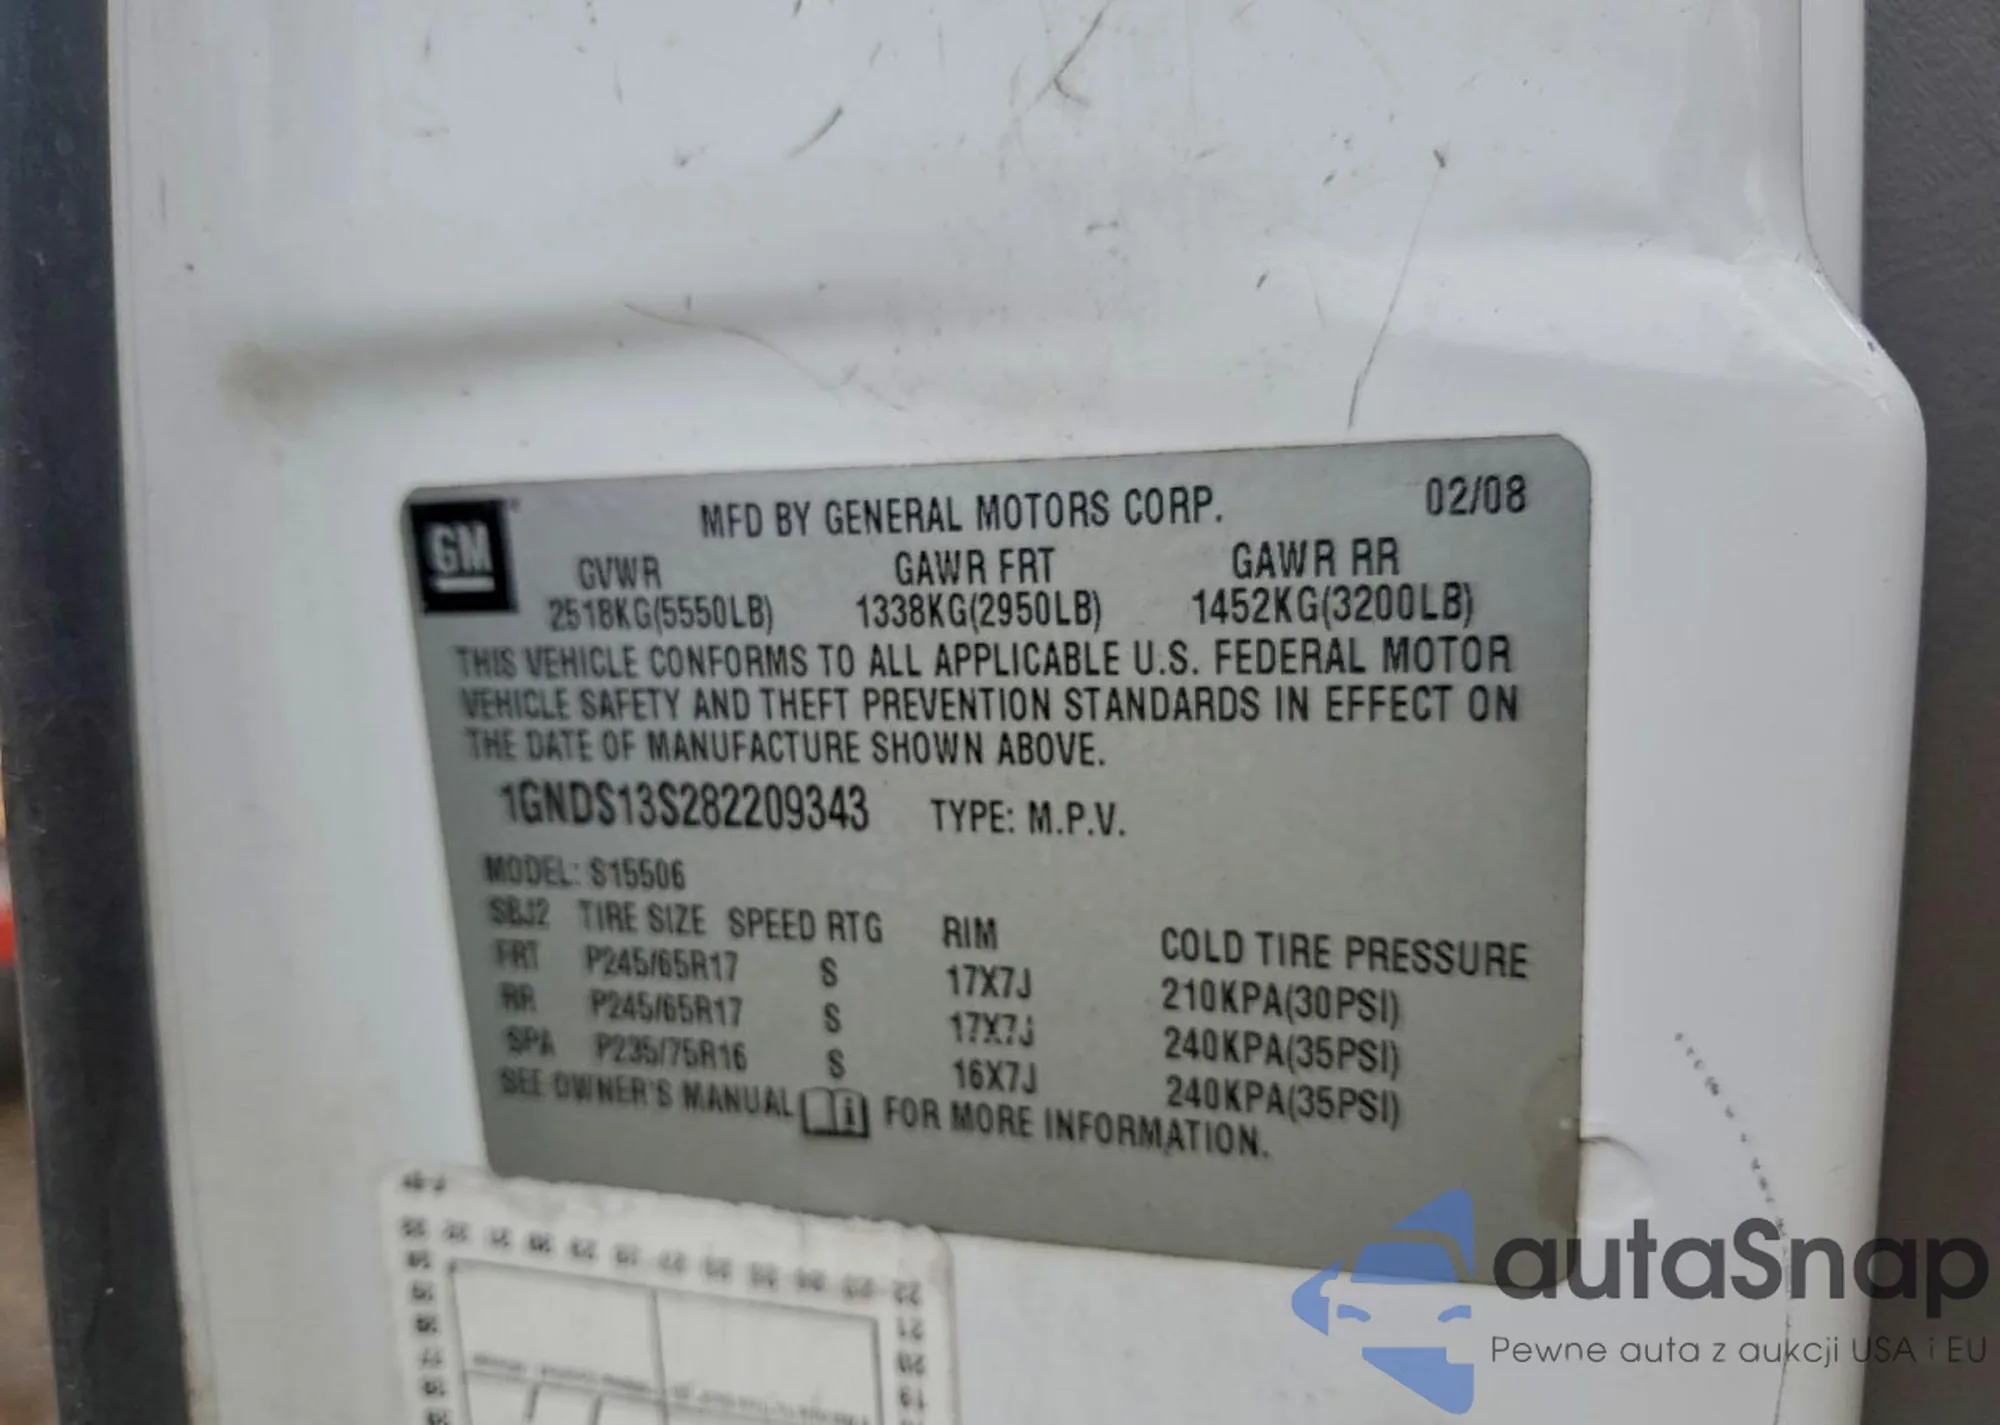 GM
MFD BY GENERAL MOTORS CORP. 02/08
GVWR GAWR FRT GAWR RR
2518KG(5550LB) 1338KG(2950LB) 1452KG(3200LB)
THIS VEHICLE CONFORMS TO ALL APPLICABLE U.S. FEDERAL MOTOR
VEHICLE SAFETY AND THEFT PREVENTION STANDARDS IN EFFECT ON
THE DATE OF MANUFACTURE SHOWN ABOVE.
1GNDS13S282209343 TYPE: M.P.V.
MODEL: S15506
SBJ2 TIRE SIZE SPEED RTG RIM COLD TIRE PRESSURE
FRT P245/65R17 S 17X7J 210KPA(30PSI)
RR P245/65R17 S 17X7J 240KPA(35PSI)
SPA P235/75R16 S 16X7J 240KPA(35PSI)
SEE OWNER'S MANUAL i FOR MORE INFORMATION.
22
21
20
19
autaSnap
Pewne auta z aukcji USA i EU